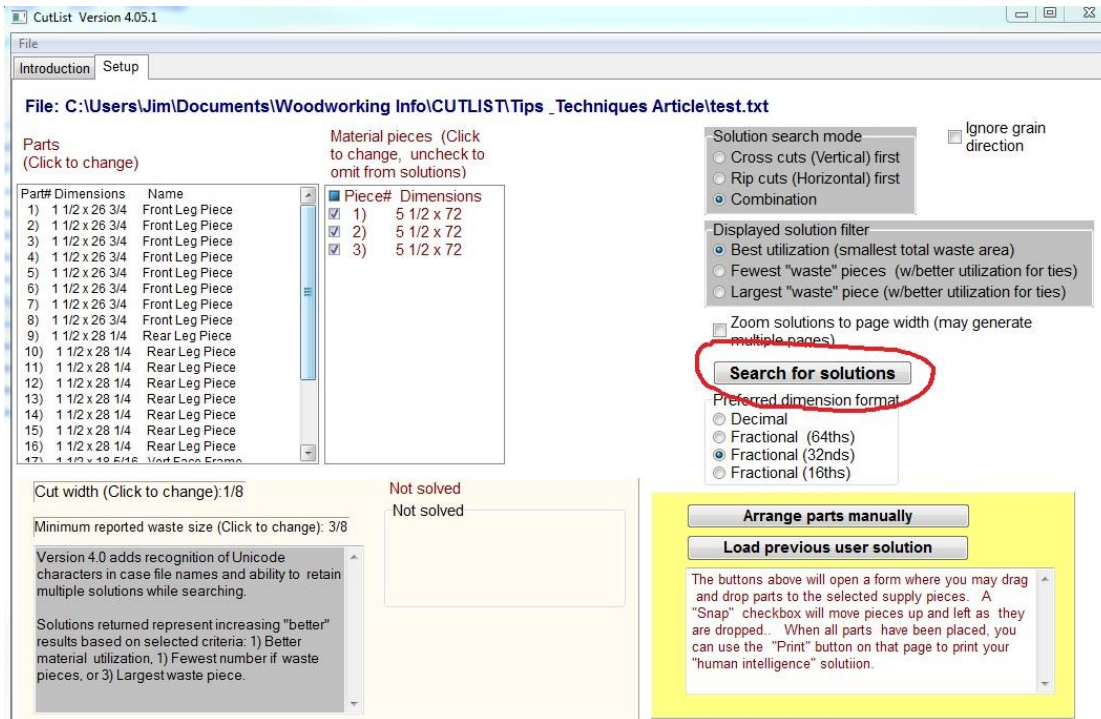 CutList Version 4.05.1
File
Introduction Setup
File: C:\Users\Jim\Documents\Woodworking Info\CUTLIST\Tips _Techniques Article\test.txt
Parts
(Click to change)
Part# Dimensions Name
1) 1 1/2 x 26 3/4 Front Leg Piece
2) 1 1/2 x 26 3/4 Front Leg Piece
3) 1 1/2 x 26 3/4 Front Leg Piece
4) 1 1/2 x 26 3/4 Front Leg Piece
5) 1 1/2 x 26 3/4 Front Leg Piece
6) 1 1/2 x 26 3/4 Front Leg Piece
7) 1 1/2 x 26 3/4 Front Leg Piece
8) 1 1/2 x 26 3/4 Front Leg Piece
9) 1 1/2 x 28 1/4 Rear Leg Piece
10) 1 1/2 x 28 1/4 Rear Leg Piece
11) 1 1/2 x 28 1/4 Rear Leg Piece
12) 1 1/2 x 28 1/4 Rear Leg Piece
13) 1 1/2 x 28 1/4 Rear Leg Piece
14) 1 1/2 x 28 1/4 Rear Leg Piece
15) 1 1/2 x 28 1/4 Rear Leg Piece
16) 1 1/2 x 28 1/4 Rear Leg Piece
17) 1 1/2 x 18 5/16 Vert Face Frame
Material pieces (Click
to change, uncheck to
omit from solutions)
Piece# Dimensions
1) 5 1/2 x 72
2) 5 1/2 x 72
3) 5 1/2 x 72
Solution search mode
Cross cuts (Vertical) first
Rip cuts (Horizontal) first
Combination
Ignore grain
direction
Displayed solution filter
Best utilization (smallest total waste area)
Fewest "waste" pieces (w/better utilization for ties)
Largest "waste" piece (w/better utilization for ties)
Zoom solutions to page width (may generate
multiple pages)
Search for solutions
Preferred dimension format
Decimal
Fractional (64ths)
Fractional (32nds)
Fractional (16ths)
Cut width (Click to change):1/8
Minimum reported waste size (Click to change): 3/8
Version 4.0 adds recognition of Unicode
characters in case file names and ability to retain
multiple solutions while searching.
Solutions returned represent increasing "better"
results based on selected criteria: 1) Better
material utilization, 1) Fewest number if waste
pieces, or 3) Largest waste piece.
Not solved
Not solved
Arrange parts manually
Load previous user solution
The buttons above will open a form where you may drag
and drop parts to the selected supply pieces. A
"Snap" checkbox will move pieces up and left as they
are dropped.. When all parts have been placed, you
can use the "Print" button on that page to print your
"human intelligence" solutiion.